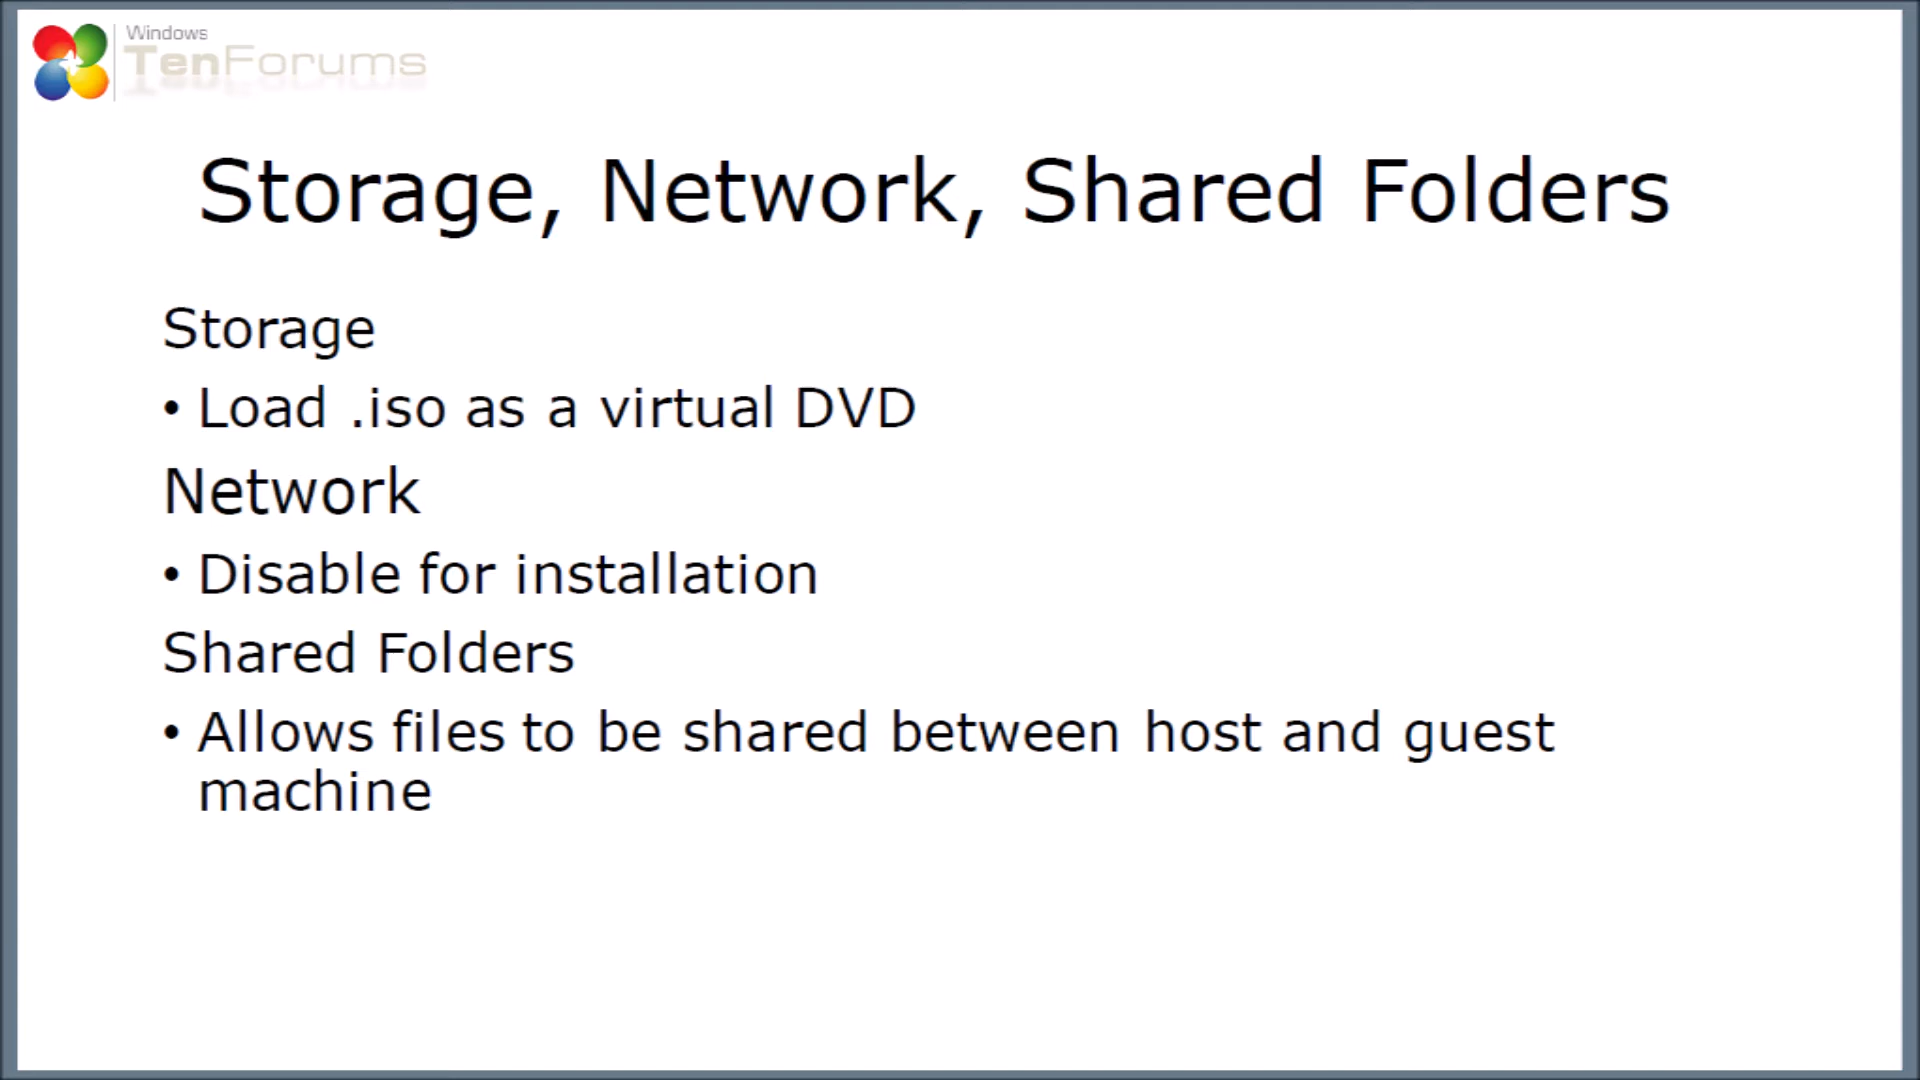 Windows
TenForums
Storage, Network, Shared Folders
Storage
• Load .iso as a virtual DVD
Network
• Disable for installation
Shared Folders
• Allows files to be shared between host and guest
machine